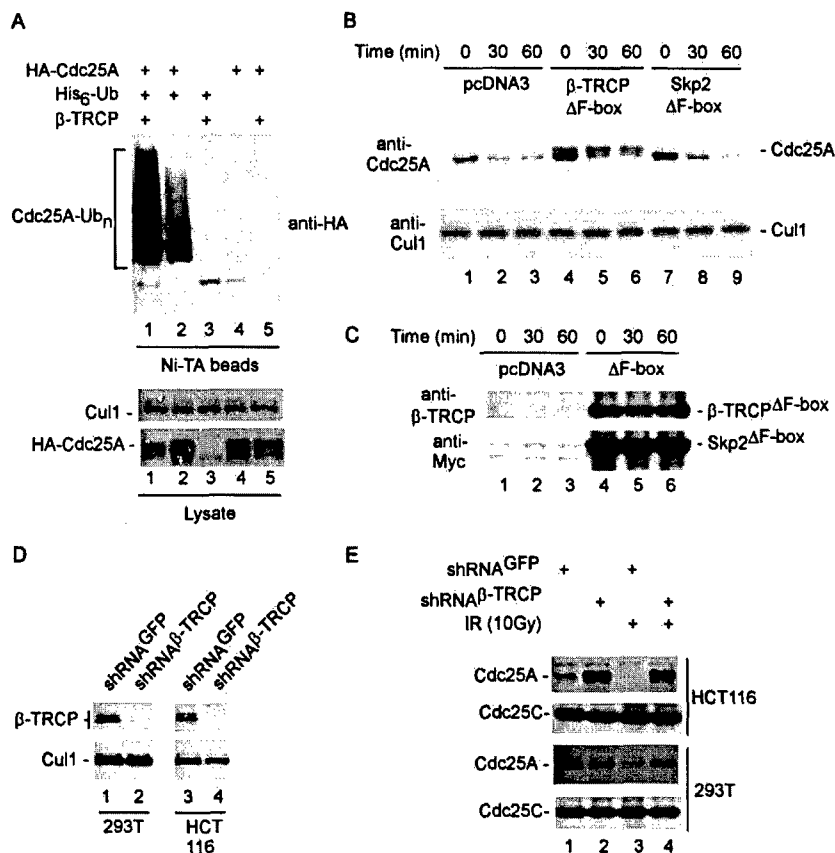 A
HA-Cdc25A + + + +
His6-Ub + + +
β-TRCP + + +
Cdc25A-Ubn
anti-HA
1 2 3 4 5
Ni-TA beads
Cul1 -
HA-Cdc25A -
1 2 3 4 5
Lysate
B
Time (min) 0 30 60 0 30 60 0 30 60
pcDNA3 β-TRCP ΔF-box Skp2 ΔF-box
anti-Cdc25A
- Cdc25A
anti-Cul1
- Cul1
1 2 3 4 5 6 7 8 9
C
Time (min) 0 30 60 0 30 60
pcDNA3 ΔF-box
anti-β-TRCP
- β-TRCPΔF-box
anti-Myc
- Skp2ΔF-box
1 2 3 4 5 6
D
shRNAGFP
shRNAβ-TRCP
shRNAGFP
shRNAβ-TRCP
β-TRCP
Cul1 -
1 2 3 4
293T HCT 116
E
shRNAGFP + +
shRNAβ-TRCP + +
IR (10Gy) + +
Cdc25A -
Cdc25C -
HCT116
Cdc25A -
Cdc25C -
293T
1 2 3 4